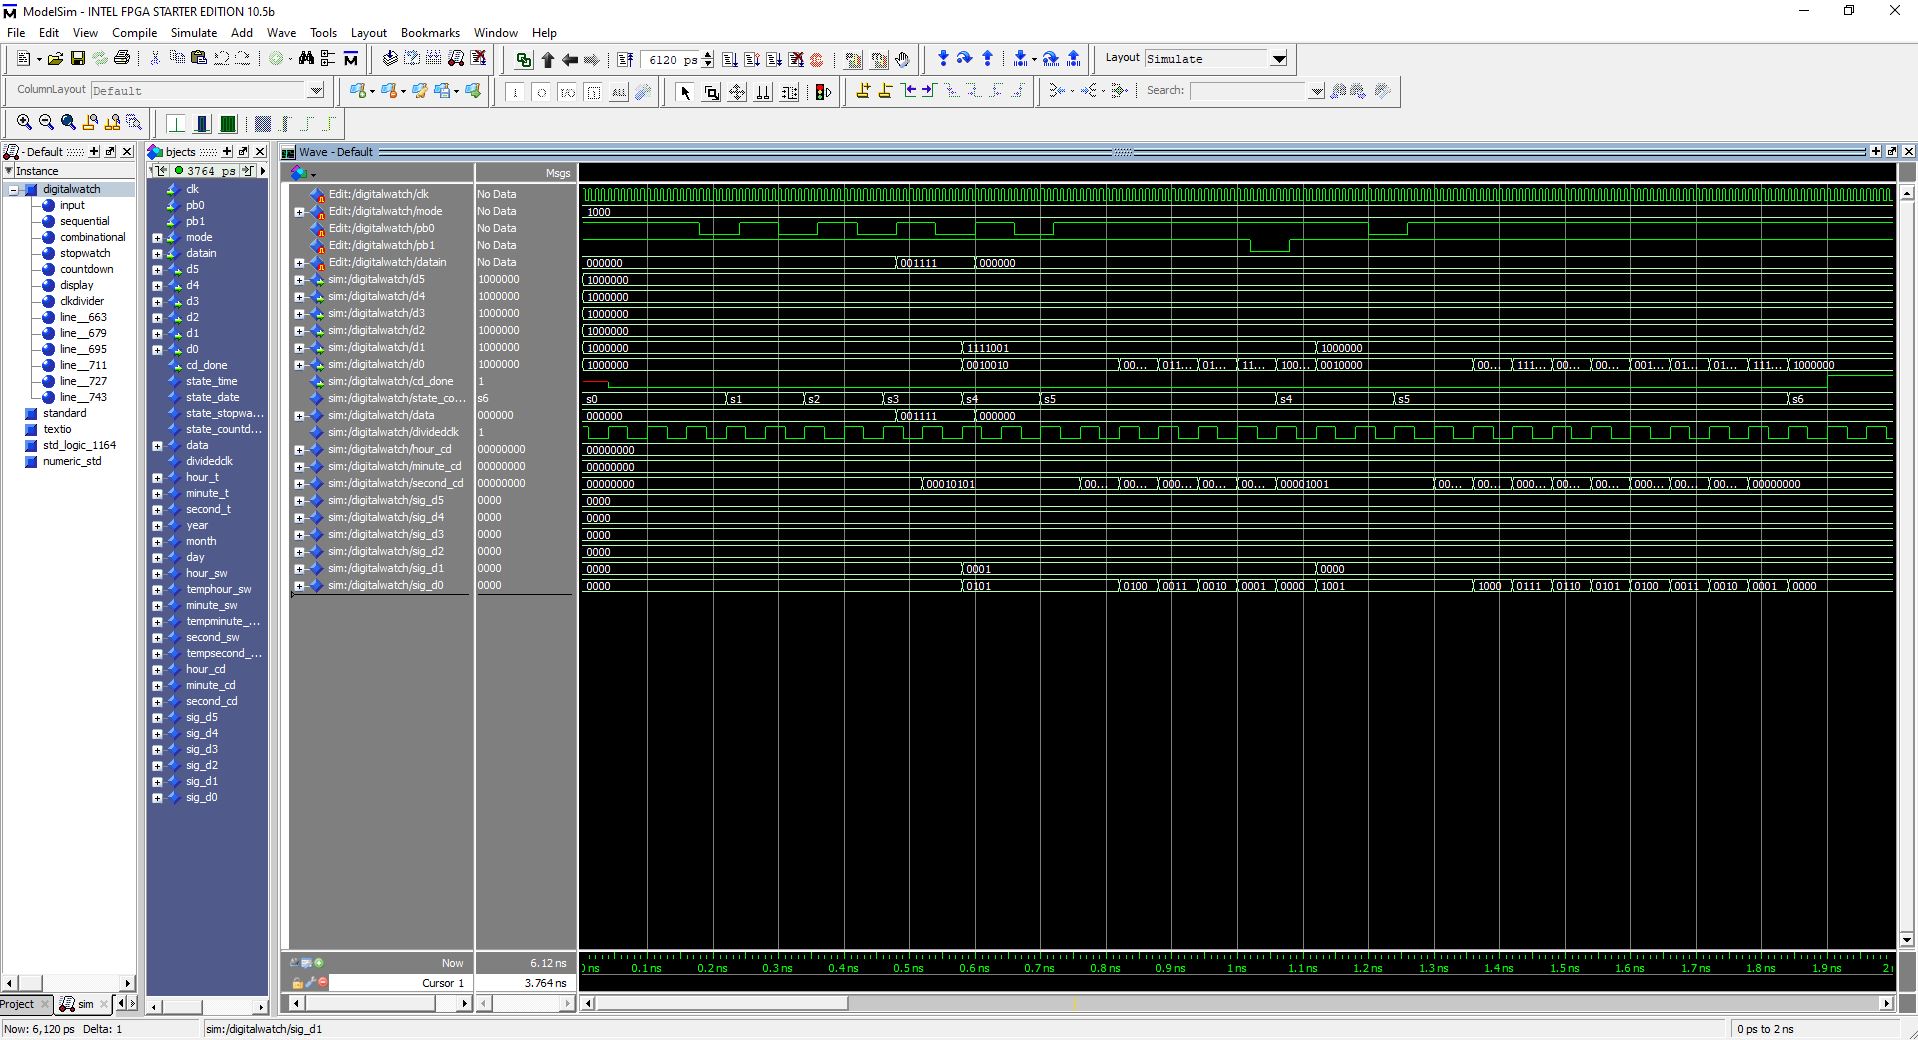 ModelSim - INTEL FPGA STARTER EDITION 10.5b
File Edit View Compile Simulate Add Wave Tools Layout Bookmarks Window Help
6120 ps
Layout Simulate
ColumnLayout Default
Search:
- Default
Instance
digitalwatch
input
sequential
combinational
stopwatch
countdown
display
clkdivider
line__663
line__679
line__695
line__711
line__727
line__743
standard
textio
std_logic_1164
numeric_std
bjects
3764 ps
clk
pb0
pb1
mode
datain
d5
d4
d3
d2
d1
d0
cd_done
state_time
state_date
state_stopwa...
state_countd...
data
dividedclk
hour_t
minute_t
second_t
year
month
day
hour_sw
temphour_sw
minute_sw
tempminute_...
second_sw
tempsecond_...
hour_cd
minute_cd
second_cd
sig_d5
sig_d4
sig_d3
sig_d2
sig_d1
sig_d0
Wave - Default
Msgs
Edit:/digitalwatch/clk No Data
Edit:/digitalwatch/mode No Data 1000
Edit:/digitalwatch/pb0 No Data
Edit:/digitalwatch/pb1 No Data
Edit:/digitalwatch/datain No Data 000000 001111 000000
sim:/digitalwatch/d5 1000000 1000000
sim:/digitalwatch/d4 1000000 1000000
sim:/digitalwatch/d3 1000000 1000000
sim:/digitalwatch/d2 1000000 1000000
sim:/digitalwatch/d1 1000000 1000000 1111001 1000000
sim:/digitalwatch/d0 1000000 1000000 0010010 00... 011... 01... 11... 100... 0010000 00... 111... 00... 00... 001... 01... 01... 111... 1000000
sim:/digitalwatch/cd_done 1
sim:/digitalwatch/state_co... s6 s0 s1 s2 s3 s4 s5 s4 s5 s6
sim:/digitalwatch/data 000000 000000 001111 000000
sim:/digitalwatch/dividedclk 1
sim:/digitalwatch/hour_cd 00000000 00000000
sim:/digitalwatch/minute_cd 00000000 00000000
sim:/digitalwatch/second_cd 00000000 00000000 00010101 00... 00... 000... 00... 00... 00001001 00... 00... 000... 00... 00... 000... 00... 00... 00000000
sim:/digitalwatch/sig_d5 0000 0000
sim:/digitalwatch/sig_d4 0000 0000
sim:/digitalwatch/sig_d3 0000 0000
sim:/digitalwatch/sig_d2 0000 0000
sim:/digitalwatch/sig_d1 0000 0000 0001 0000
sim:/digitalwatch/sig_d0 0000 0000 0101 0100 0011 0010 0001 0000 1001 1000 0111 0110 0101 0100 0011 0010 0001 0000
Now 6.12 ns
Cursor 1 3.764 ns
ns 0.1 ns 0.2 ns 0.3 ns 0.4 ns 0.5 ns 0.6 ns 0.7 ns 0.8 ns 0.9 ns 1 ns 1.1 ns 1.2 ns 1.3 ns 1.4 ns 1.5 ns 1.6 ns 1.7 ns 1.8 ns 1.9 ns 2
Project sim
Now: 6,120 ps Delta: 1 sim:/digitalwatch/sig_d1 0 ps to 2 ns